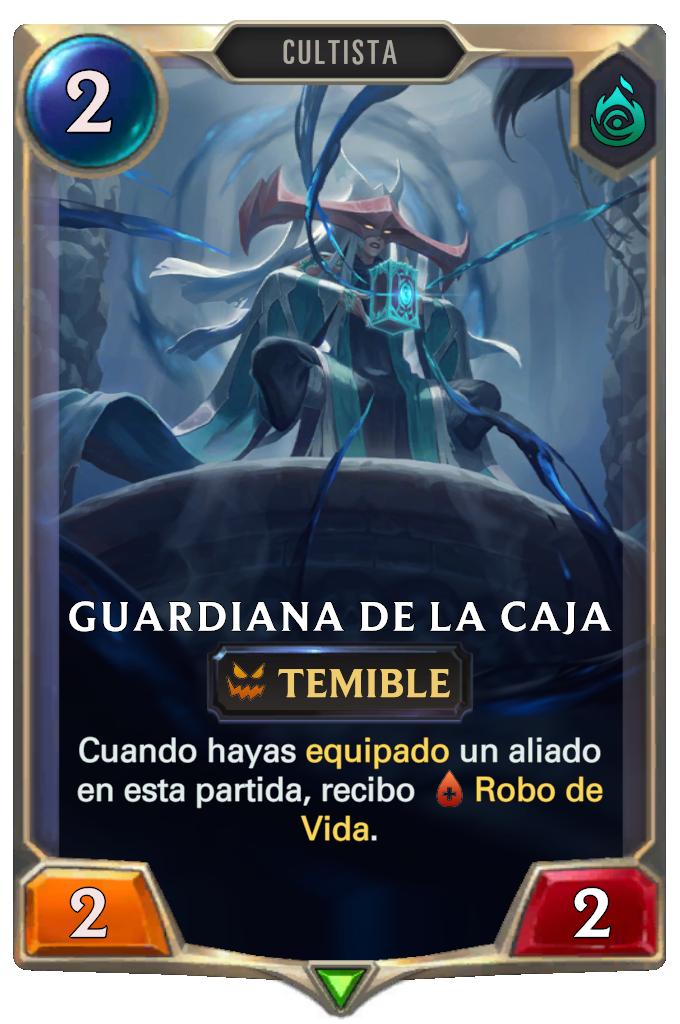 CULTISTA
2
GUARDIANA DE LA CAJA
TEMIBLE
Cuando hayas equipado un aliado
en esta partida, recibo Robo de
Vida.
2
2